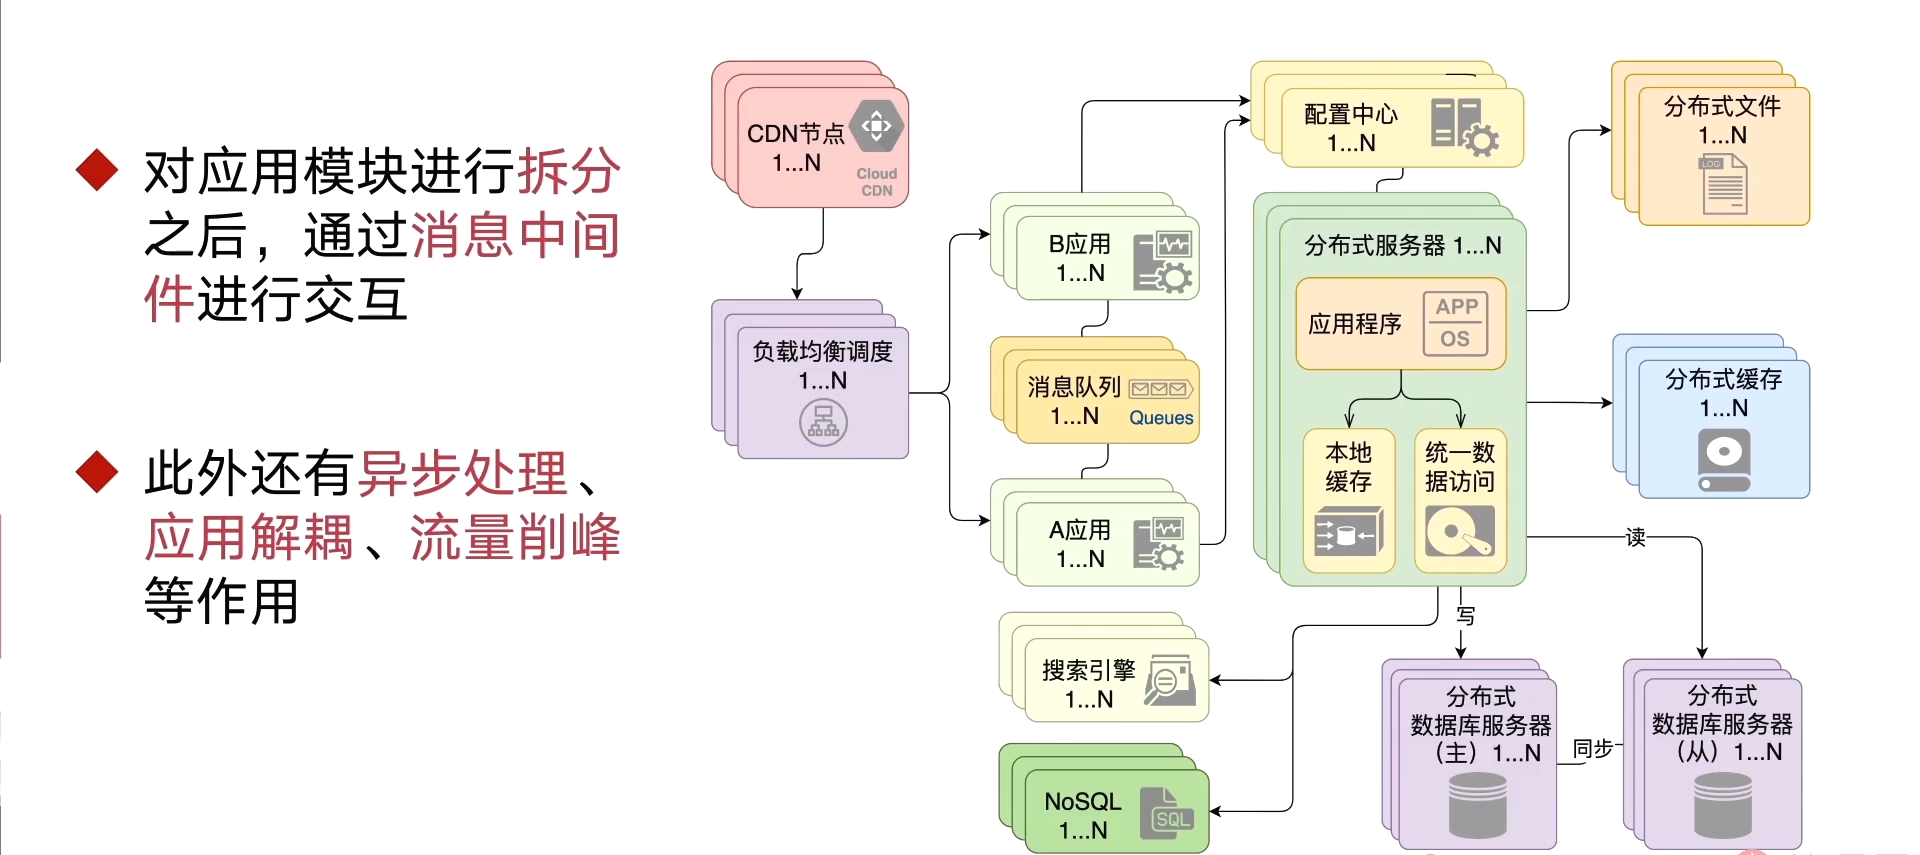 对应用模块进行拆分
之后，通过消息中间
件进行交互
此外还有异步处理、
应用解耦、流量削峰
等作用
CDN节点
1...N
Cloud
CDN
负载均衡调度
1...N
B应用
1...N
消息队列
1...N
Queues
A应用
1...N
搜索引擎
1...N
NoSQL
1...N
SQL
配置中心
1...N
分布式服务器 1...N
应用程序
APP
OS
本地
缓存
统一数
据访问
分布式文件
1...N
LOG
分布式缓存
1...N
读
写
分布式
数据库服务器
（主）1...N
同步
分布式
数据库服务器
（从）1...N